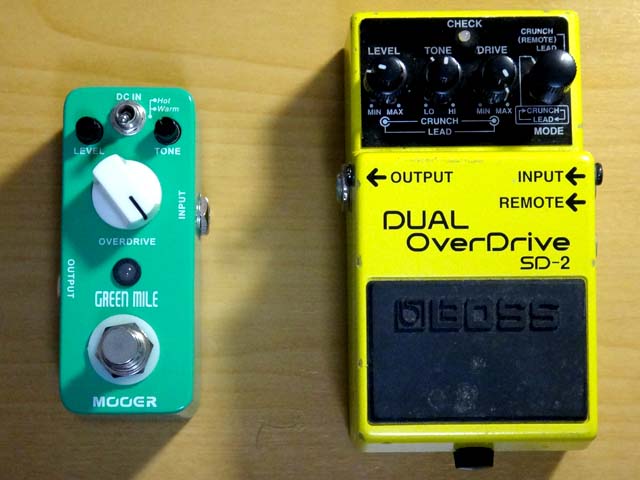 DC IN
Hot
Warm
LEVEL
TONE
INPUT
OVERDRIVE
OUTPUT
GREEN MILE
MOOER
CHECK
LEVEL TONE DRIVE
CRUNCH
(REMOTE)
LEAD
MIN MAX LO HI MIN MAX
CRUNCH
LEAD
CRUNCH
LEAD
MODE
OUTPUT
INPUT
REMOTE
DUAL
OverDrive
SD-2
BOSS